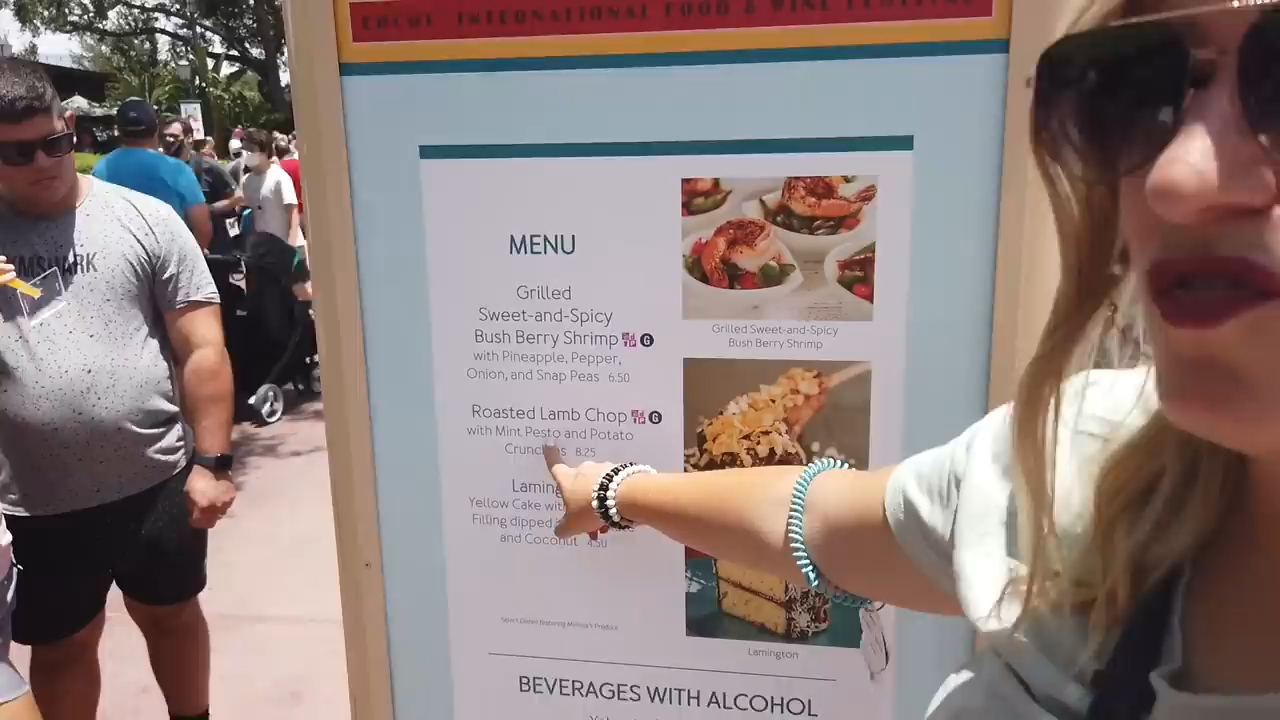 EPCOT INTERNATIONAL FOOD & WINE FESTIVAL
MENU
Grilled
Sweet-and-Spicy
Bush Berry Shrimp G
with Pineapple, Pepper,
Onion, and Snap Peas 6.50
Roasted Lamb Chop G
with Mint Pesto and Potato
8.25
Yellow Cake
Filling dipped
and Coconut 4.50
Grilled Sweet-and-Spicy
Bush Berry Shrimp
Lamington
BEVERAGES WITH ALCOHOL